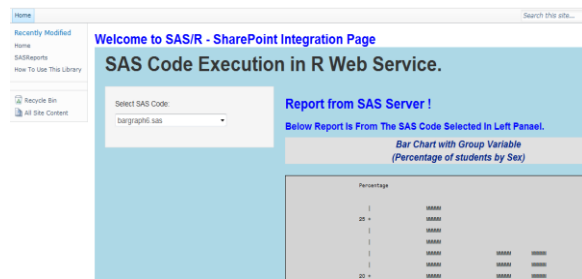 Home
Search this site...
Recently Modified
Home
SASReports
How To Use This Library
Recycle Bin
All Site Content
Welcome to SAS/R - SharePoint Integration Page
SAS Code Execution in R Web Service.
Select SAS Code:
bargraph6.sas
Report from SAS Server !
Below Report Is From The SAS Code Selected In Left Panael.
Bar Chart with Group Variable
(Percentage of students by Sex)
Percentage
25 +
20 +